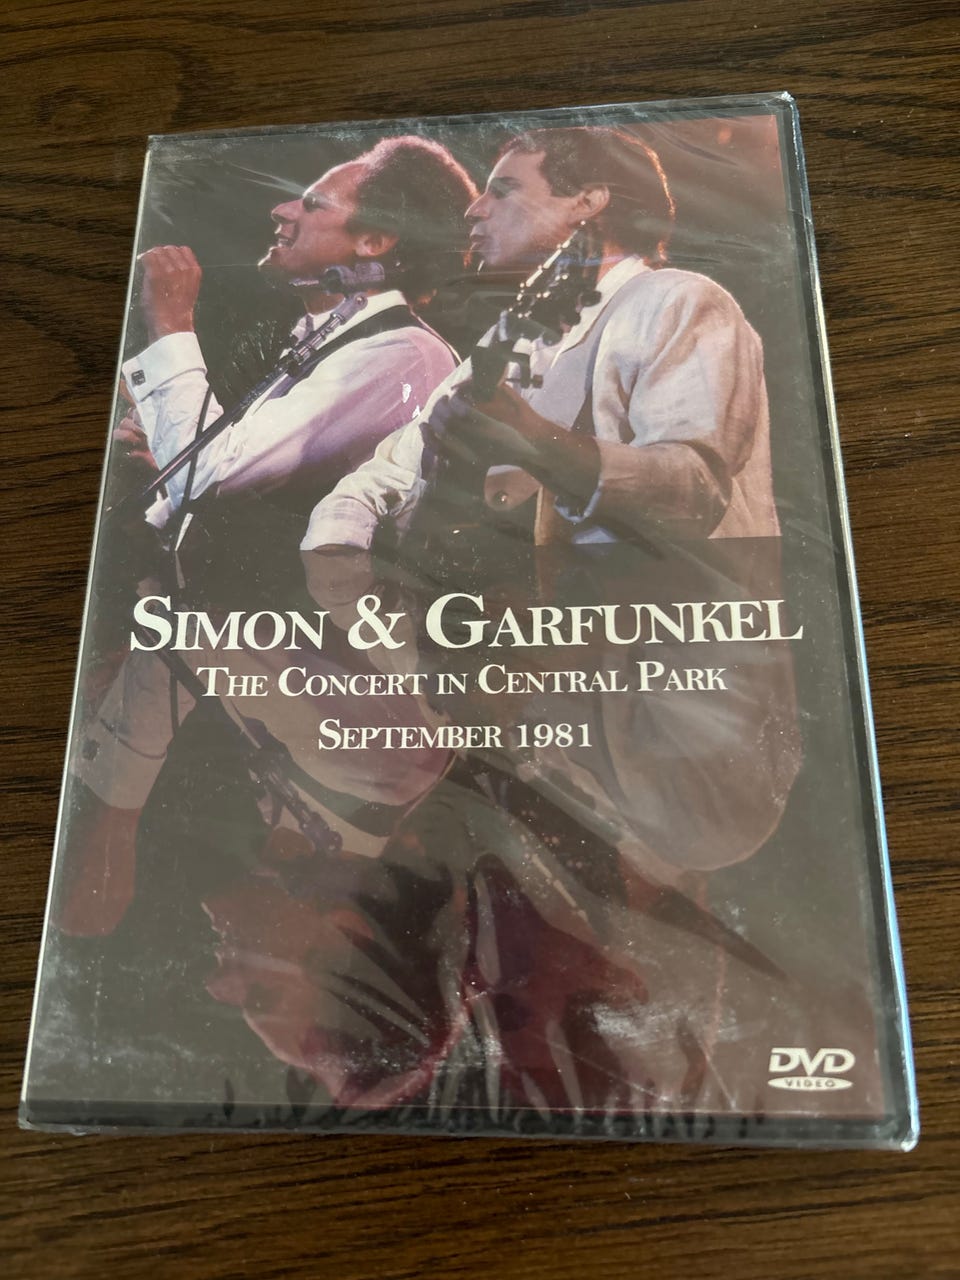 SIMON & GARFUNKEL
THE CONCERT IN CENTRAL PARK
SEPTEMBER 1981
DVD
VIDEO